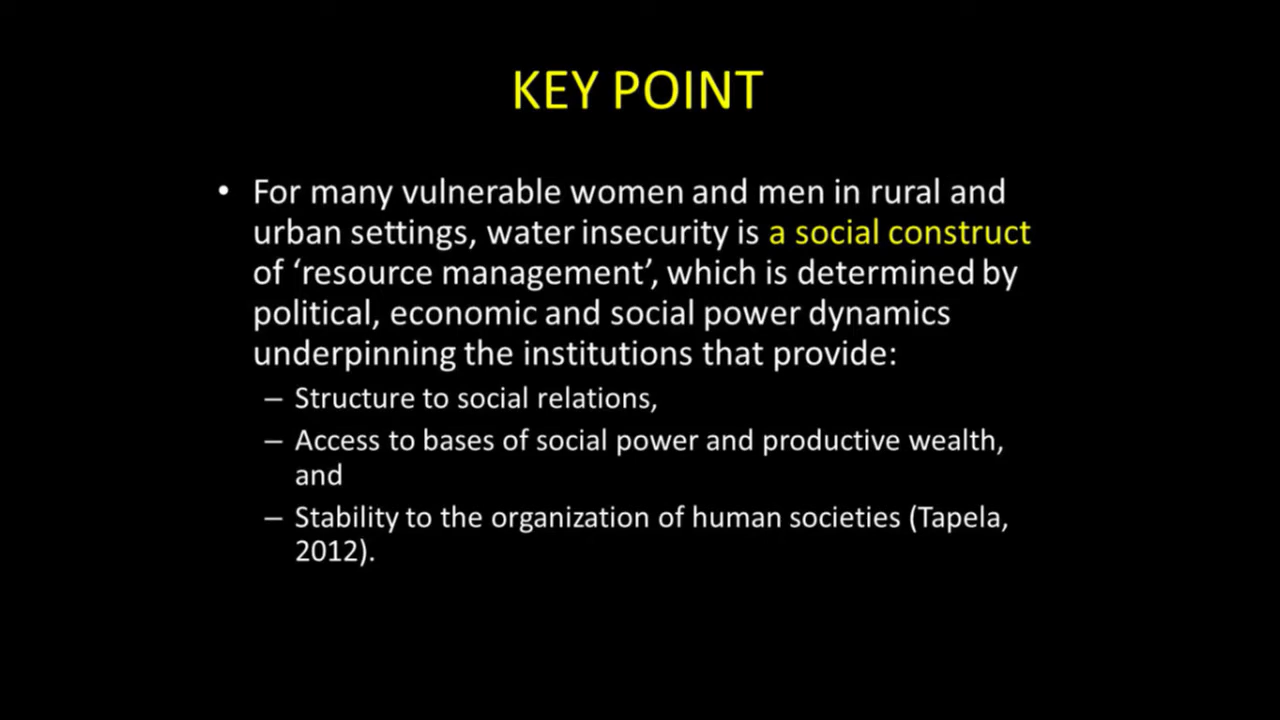 KEY POINT
• For many vulnerable women and men in rural and
urban settings, water insecurity is a social construct
of ‘resource management’, which is determined by
political, economic and social power dynamics
underpinning the institutions that provide:
– Structure to social relations,
– Access to bases of social power and productive wealth,
and
– Stability to the organization of human societies (Tapela,
2012).